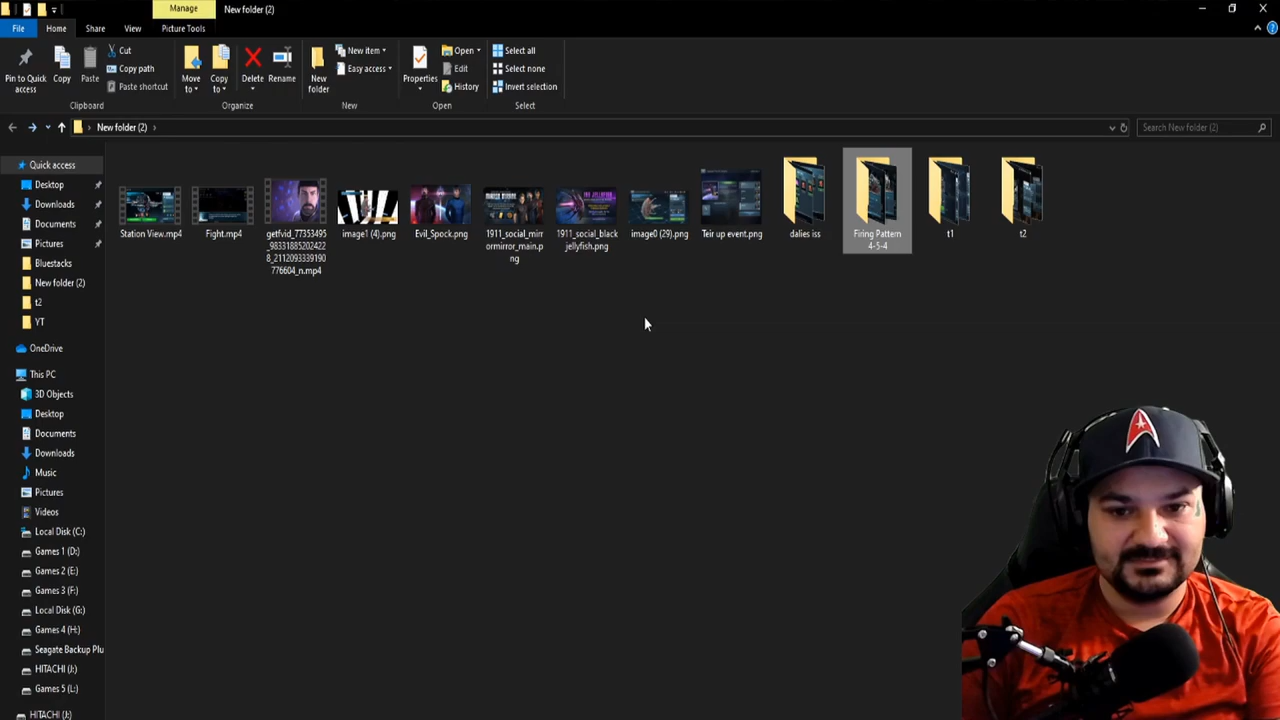 Manage
New folder (2)
File
Home
Share
View
Picture Tools
Pin to Quick
access
Copy
Paste
Cut
Copy path
Paste shortcut
Clipboard
Move
to
Copy
to
Delete
Rename
Organize
New
folder
New item
Easy access
New
Properties
Open
Edit
History
Open
Select all
Select none
Invert selection
Select
New folder (2)
Search New folder (2)
Quick access
Desktop
Downloads
Documents
Pictures
Bluestacks
New folder (2)
t2
YT
OneDrive
This PC
3D Objects
Desktop
Documents
Downloads
Music
Pictures
Videos
Local Disk (C:)
Games 1 (D:)
Games 2 (E:)
Games 3 (F:)
Local Disk (G:)
Games 4 (H:)
Seagate Backup Plu
HITACHI (J:)
Games 5 (L:)
HITACHI (J:)
Station View.mp4
Fight.mp4
getfvid_77353495
_98331885202422
8_2112093339190
776604_n.mp4
image1 (4).png
Evil_Spock.png
1911_social_mirr
ormirror_main.p
ng
1911_social_black
jellyfish.png
image0 (29).png
Teir up event.png
dalies iss
Firing Pattern
4-5-4
t1
t2